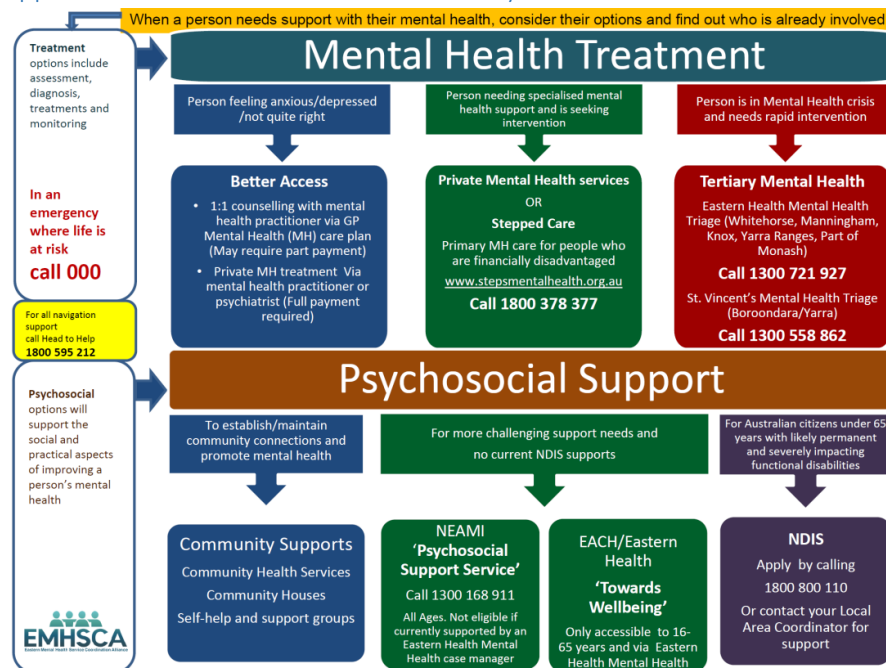 When a person needs support with their mental health, consider their options and find out who is already involved
Treatment
options include
assessment,
diagnosis,
treatments and
monitoring
In an
emergency
where life is
at risk
call 000
Mental Health Treatment
Person feeling anxious/depressed
/not quite right
Person needing specialised mental
health support and is seeking
intervention
Person is in Mental Health crisis
and needs rapid intervention
Better Access
• 1:1 counselling with mental
health practitioner via GP
Mental Health (MH) care plan
(May require part payment)
• Private MH treatment Via
mental health practitioner or
psychiatrist (Full payment
required)
Private Mental Health services
OR
Stepped Care
Primary MH care for people who
are financially disadvantaged
www.stepsmentalhealth.org.au
Call 1800 378 377
Tertiary Mental Health
Eastern Health Mental Health
Triage (Whitehorse, Manningham,
Knox, Yarra Ranges, Part of
Monash)
Call 1300 721 927
St. Vincent's Mental Health Triage
(Boroondara/Yarra)
Call 1300 558 862
For all navigation
support
call Head to Help
1800 595 212
Psychosocial
options will
support the
social and
practical aspects
of improving a
person's mental
health
Psychosocial Support
To establish/maintain
community connections and
promote mental health
For more challenging support needs and
no current NDIS supports
For Australian citizens under 65
years with likely permanent
and severely impacting
functional disabilities
Community Supports
Community Health Services
Community Houses
Self-help and support groups
NEAMI
'Psychosocial
Support Service'
Call 1300 168 911
All Ages. Not eligible if
currently supported by an
Eastern Health Mental
Health case manager
EACH/Eastern
Health
'Towards
Wellbeing'
Only accessible to 16-
65 years and via Eastern
Health Mental Health
NDIS
Apply by calling
1800 800 110
Or contact your Local
Area Coordinator for
support
EMHSCA
Eastern Mental Health Service Coordination Alliance